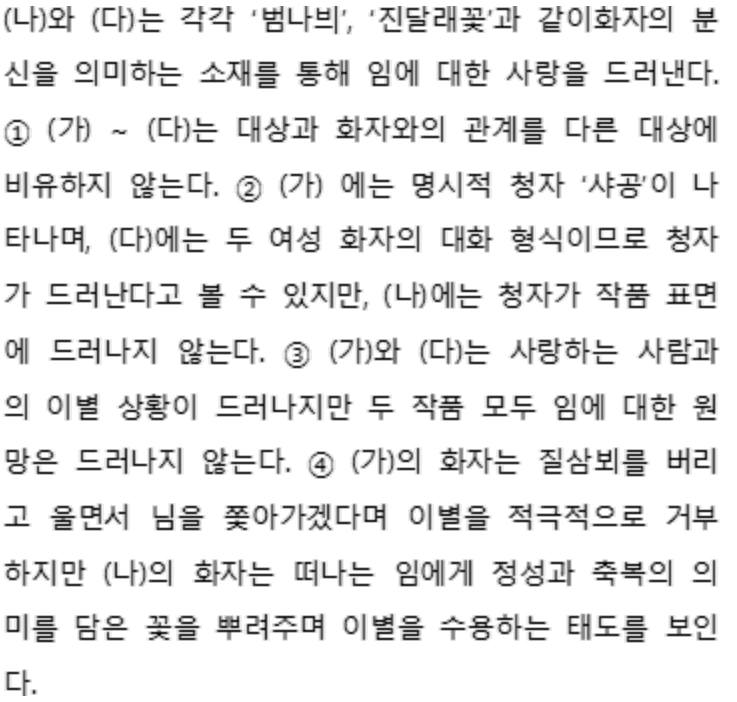 (나)와 (다)는 각각 ‘범나븨’, ‘진달래꽃’과 같이화자의 분
신을 의미하는 소재를 통해 임에 대한 사랑을 드러낸다.
① (가) ~ (다)는 대상과 화자와의 관계를 다른 대상에
비유하지 않는다. ② (가) 에는 명시적 청자 ‘샤공’이 나
타나며, (다)에는 두 여성 화자의 대화 형식이므로 청자
가 드러난다고 볼 수 있지만, (나)에는 청자가 작품 표면
에 드러나지 않는다. ③ (가)와 (다)는 사랑하는 사람과
의 이별 상황이 드러나지만 두 작품 모두 임에 대한 원
망은 드러나지 않는다. ④ (가)의 화자는 질삼뵈를 버리
고 울면서 님을 쫓아가겠다며 이별을 적극적으로 거부
하지만 (나)의 화자는 떠나는 임에게 정성과 축복의 의
미를 담은 꽃을 뿌려주며 이별을 수용하는 태도를 보인
다.